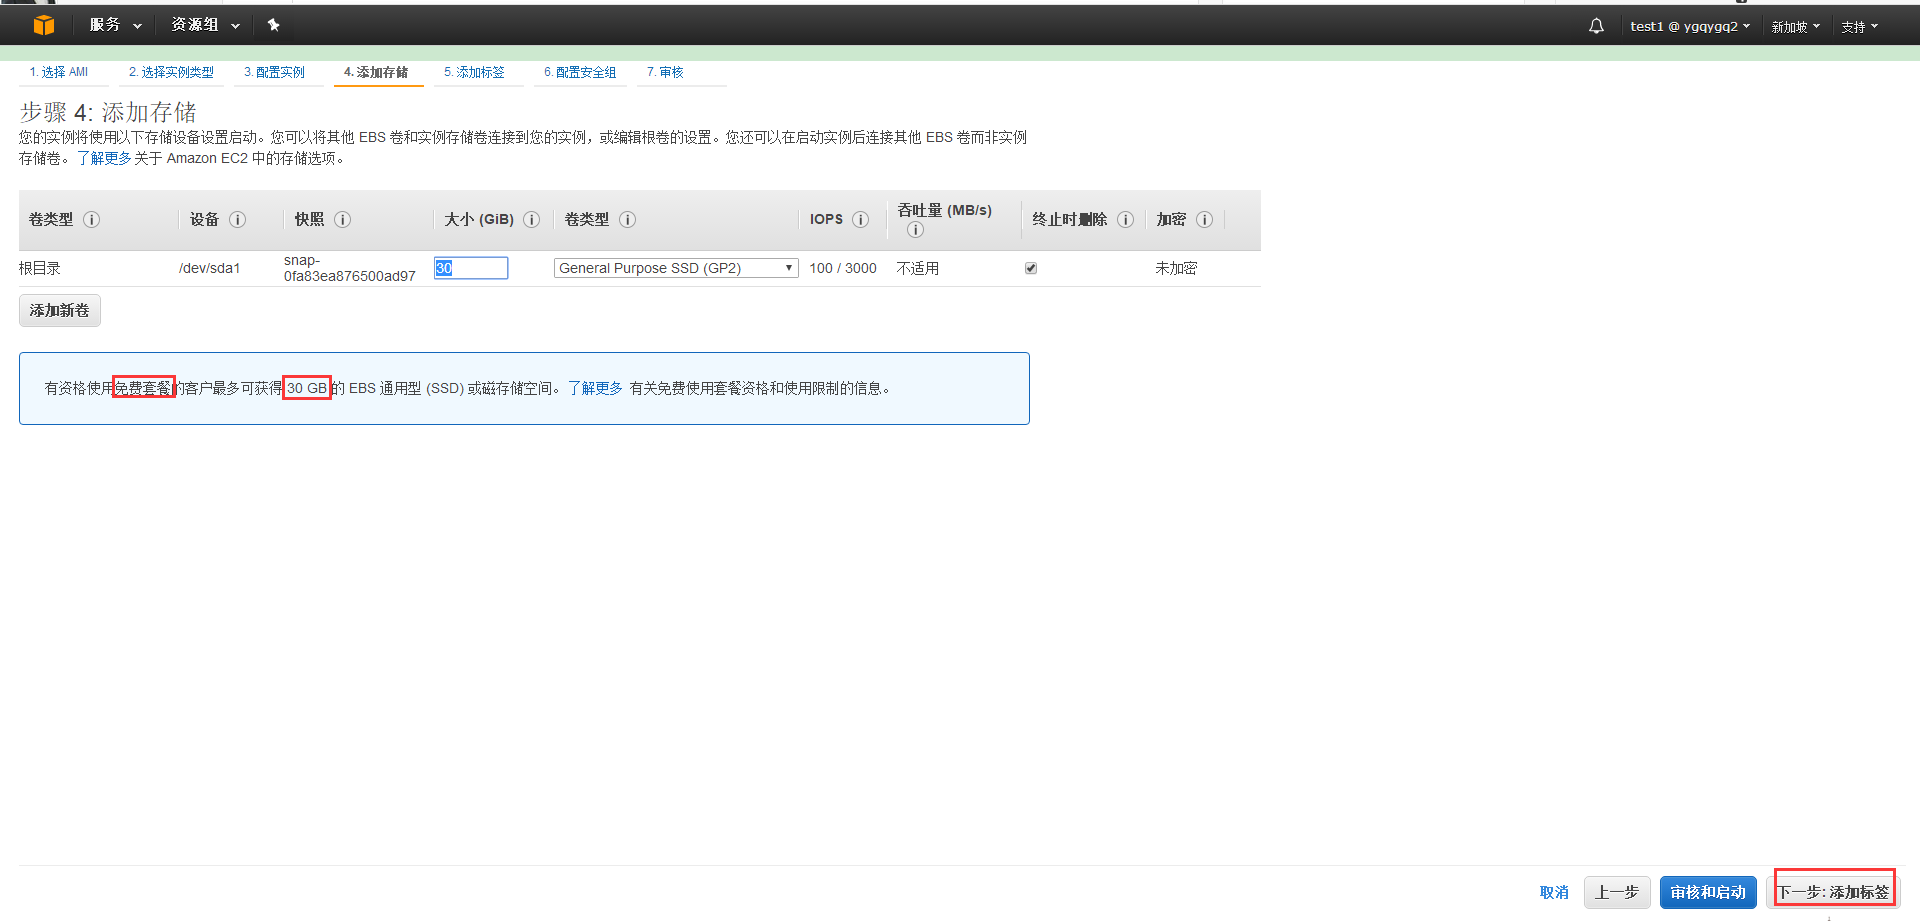 服务 资源组 test1 @ ygqygq2 新加坡 支持
1. 选择 AMI 2. 选择实例类型 3. 配置实例 4. 添加存储 5. 添加标签 6. 配置安全组 7. 审核
步骤 4: 添加存储
您的实例将使用以下存储设备设置启动。您可以将其他 EBS 卷和实例存储卷连接到您的实例，或编辑根卷的设置。您还可以在启动实例后连接其他 EBS 卷而非实例
存储卷。 了解更多 关于 Amazon EC2 中的存储选项。
卷类型 设备 快照 大小 (GiB) 卷类型 IOPS 吞吐量 (MB/s) 终止时删除 加密
根目录 /dev/sda1 snap-
0fa83ea876500ad97 30 General Purpose SSD (GP2) 100 / 3000 不适用 未加密
添加新卷
有资格使用免费套餐的客户最多可获得 30 GB 的 EBS 通用型 (SSD) 或磁存储空间。 了解更多 有关免费使用套餐资格和使用限制的信息。
取消 上一步 审核和启动 下一步: 添加标签